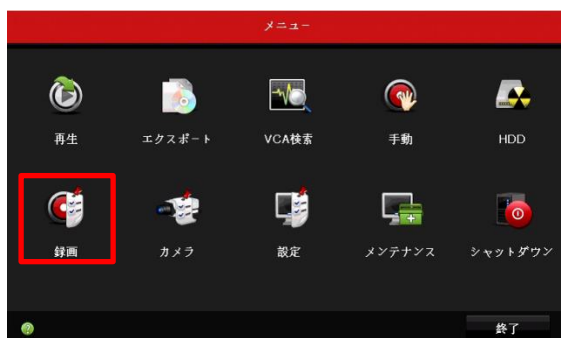 メニュー
再生 エクスポート VCA検索 手動 HDD
録画 カメラ 設定 メンテナンス シャットダウン
終了